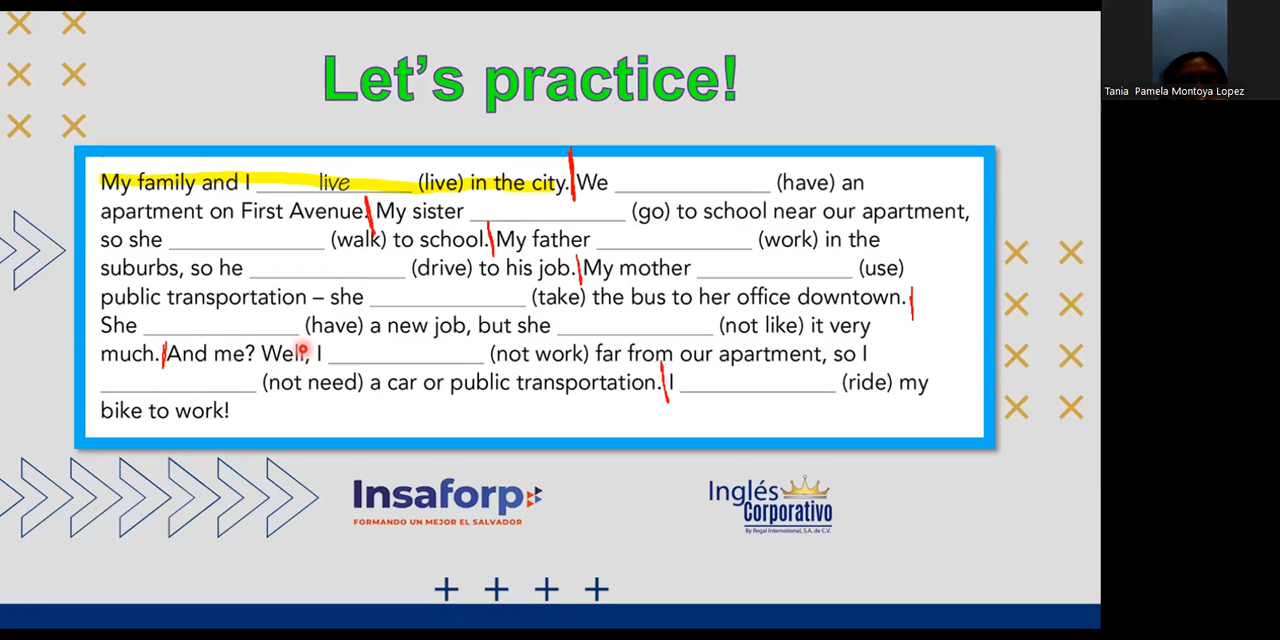 Let's practice!
My family and I ____live____ (live) in the city. We ____________ (have) an
apartment on First Avenue. My sister ____________ (go) to school near our apartment,
so she ____________ (walk) to school. My father ____________ (work) in the
suburbs, so he ____________ (drive) to his job. My mother ____________ (use)
public transportation – she ____________ (take) the bus to her office downtown.
She ____________ (have) a new job, but she ____________ (not like) it very
much. And me? Well, I ____________ (not work) far from our apartment, so I
____________ (not need) a car or public transportation. I ____________ (ride) my
bike to work!
Insaforp
FORMANDO UN MEJOR EL SALVADOR
Inglés
Corporativo
By Regal International, S.A. de C.V.
Tania Pamela Montoya Lopez